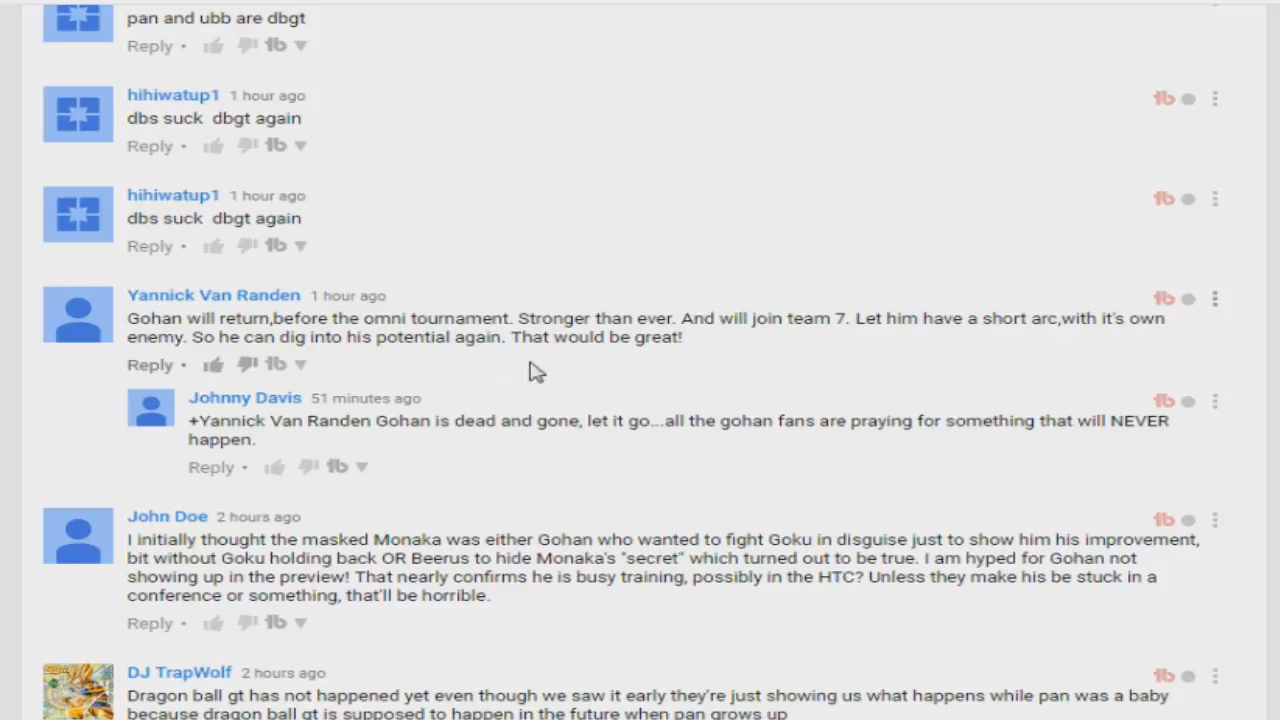 pan and ubb are dbgt
Reply •
hihiwatup1 1 hour ago
dbs suck  dbgt again
Reply •
hihiwatup1 1 hour ago
dbs suck  dbgt again
Reply •
Yannick Van Randen 1 hour ago
Gohan will return,before the omni tournament. Stronger than ever. And will join team 7. Let him have a short arc,with it's own
enemy. So he can dig into his potential again. That would be great!
Reply •
Johnny Davis 51 minutes ago
+Yannick Van Randen Gohan is dead and gone, let it go...all the gohan fans are praying for something that will NEVER
happen.
Reply •
John Doe 2 hours ago
I initially thought the masked Monaka was either Gohan who wanted to fight Goku in disguise just to show him his improvement,
bit without Goku holding back OR Beerus to hide Monaka's "secret" which turned out to be true. I am hyped for Gohan not
showing up in the preview! That nearly confirms he is busy training, possibly in the HTC? Unless they make his be stuck in a
conference or something, that'll be horrible.
Reply •
DJ TrapWolf 2 hours ago
Dragon ball gt has not happened yet even though we saw it early they're just showing us what happens while pan was a baby
because dragon ball gt is supposed to happen in the future when pan grows up